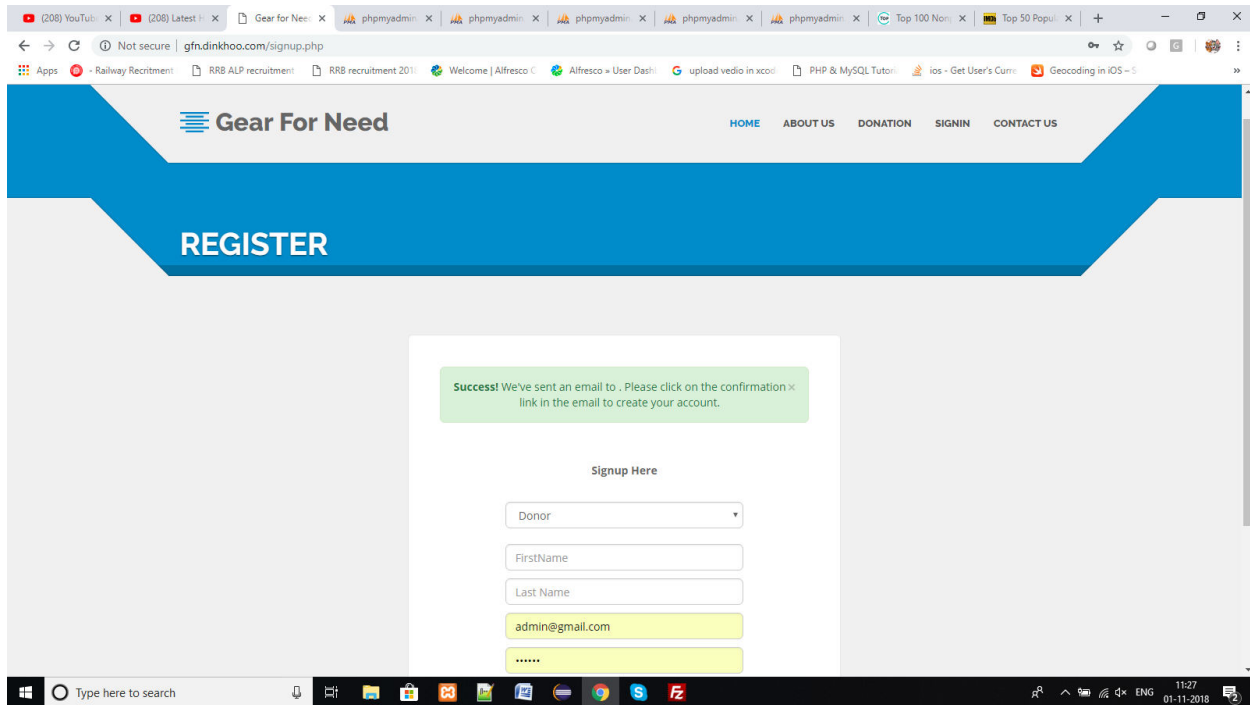 (208) YouTub
(208) Latest H
Gear for Nee
phpmyadmin
phpmyadmin
phpmyadmin
phpmyadmin
phpmyadmin
Top 100 Non
Top 50 Popul
Not secure | gfn.dinkhoo.com/signup.php
Apps
- Railway Recritment
RRB ALP recruitment
RRB recruitment 201
Welcome | Alfresco C
Alfresco » User Dash
upload vedio in xcod
PHP & MySQL Tutori
ios - Get User's Curre
Geocoding in iOS – S
»
Gear For Need
HOME ABOUT US DONATION SIGNIN CONTACT US
REGISTER
Success! We've sent an email to . Please click on the confirmation ×
link in the email to create your account.
Signup Here
Donor
FirstName
Last Name
admin@gmail.com
••••••
Type here to search
ENG
11:27
01-11-2018
2